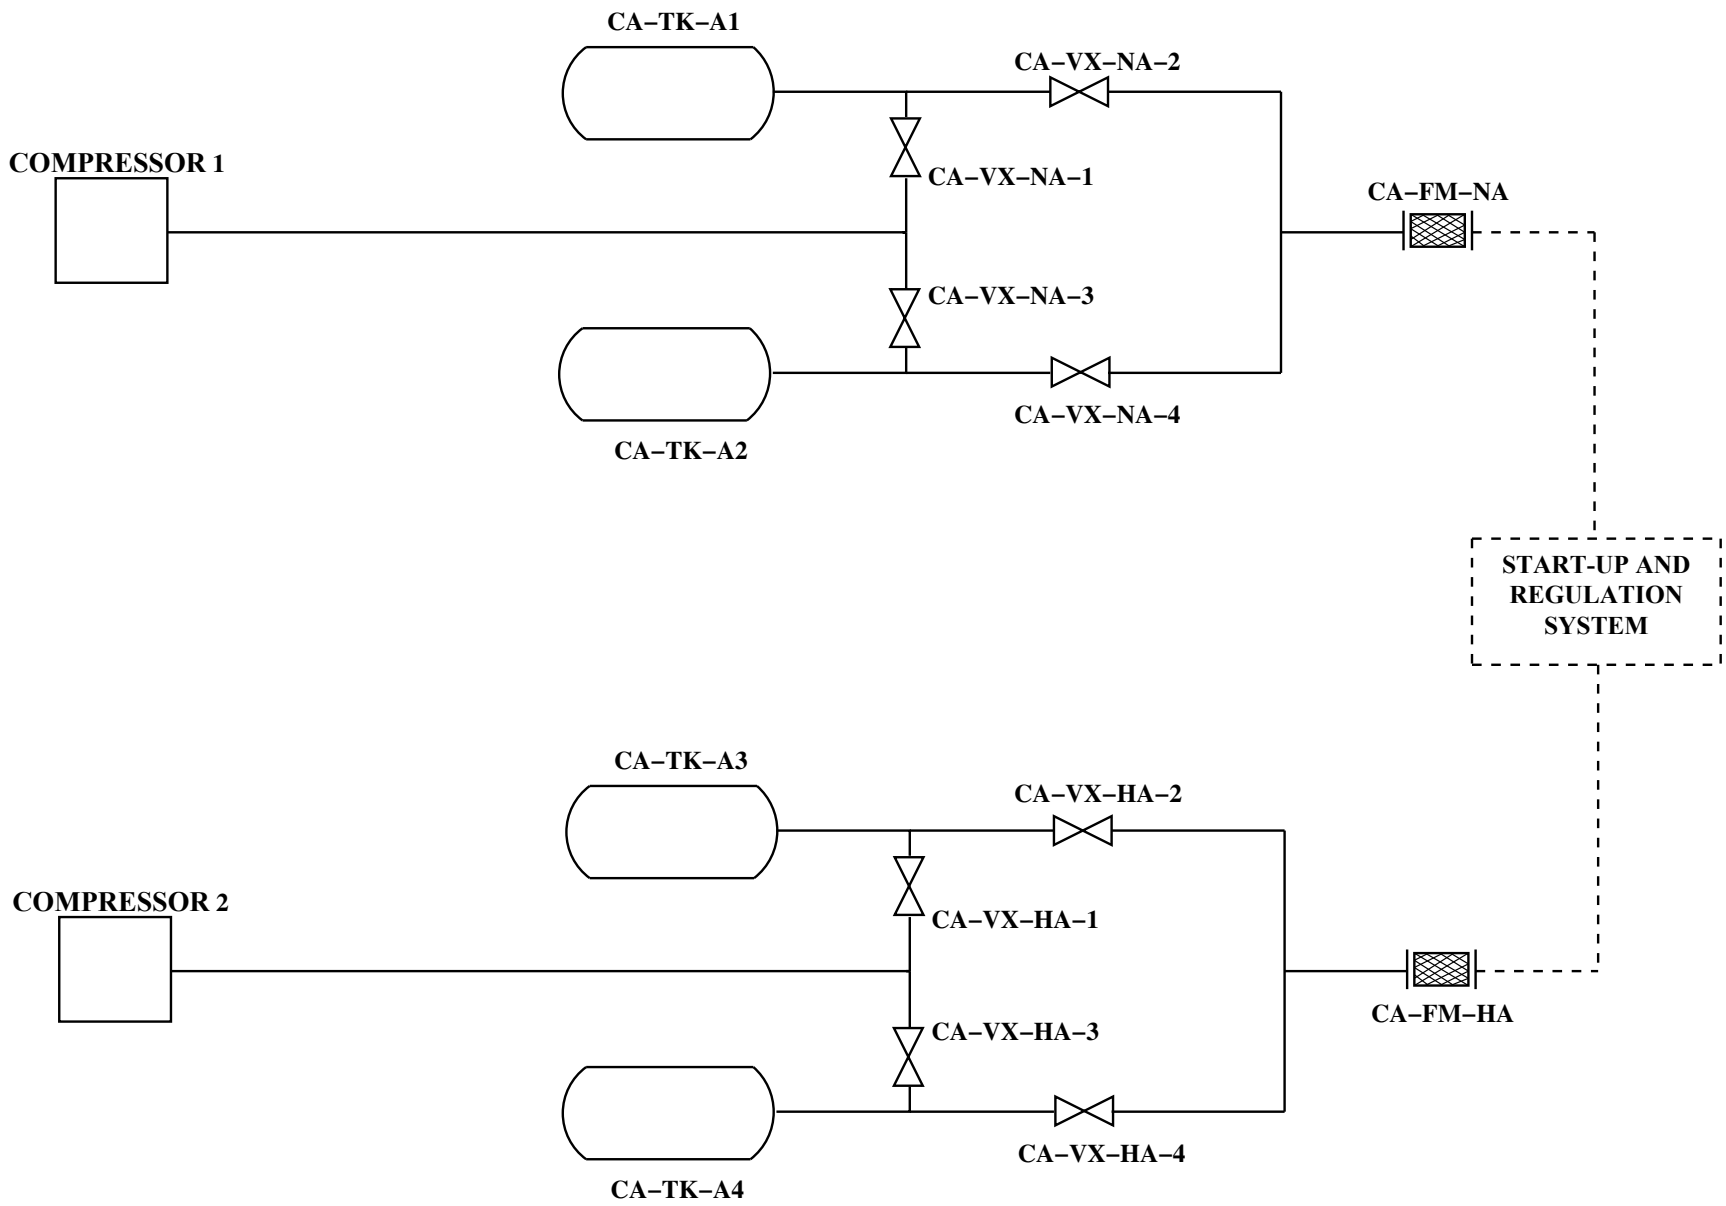 CA−TK−A1
CA−VX−NA−2
COMPRESSOR 1
CA−VX−NA−1
CA−FM−NA
CA−VX−NA−3
CA−VX−NA−4
CA−TK−A2
START-UP AND
REGULATION
SYSTEM
CA−TK−A3
CA−VX−HA−2
COMPRESSOR 2
CA−VX−HA−1
CA−FM−HA
CA−VX−HA−3
CA−VX−HA−4
CA−TK−A4